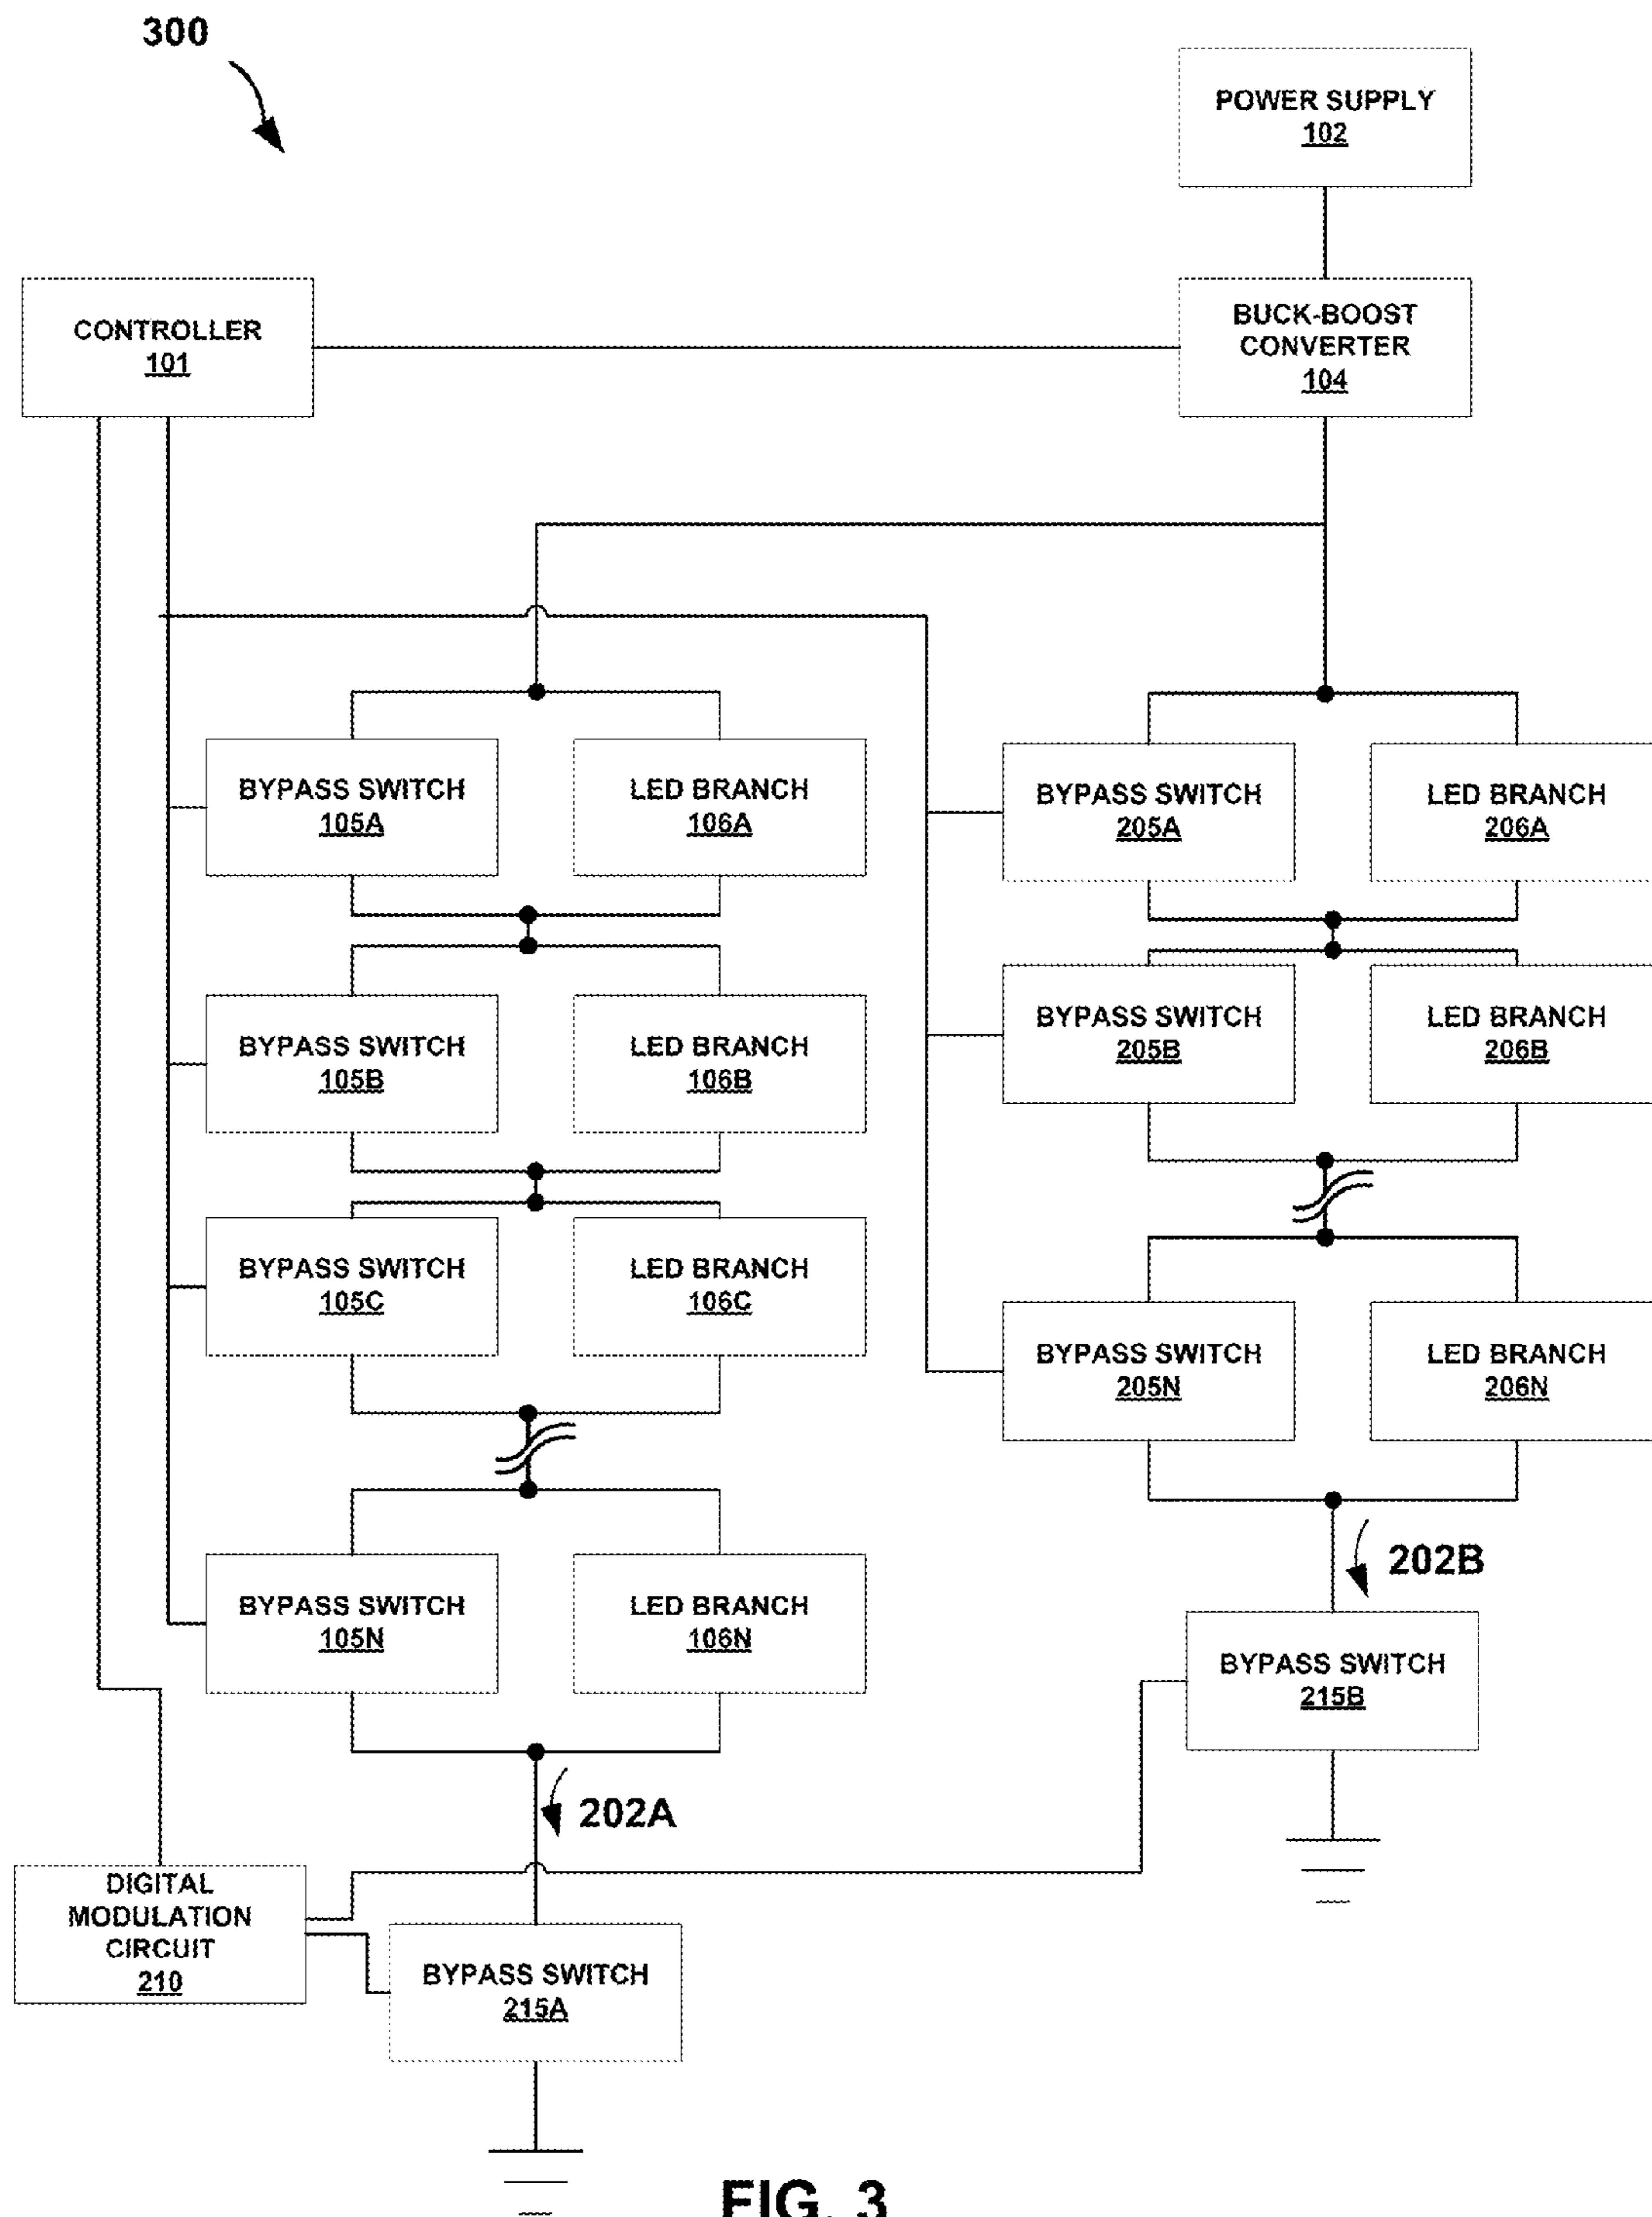 300
POWER SUPPLY
102
CONTROLLER
101
BUCK-BOOST
CONVERTER
104
BYPASS SWITCH
105A
LED BRANCH
106A
BYPASS SWITCH
205A
LED BRANCH
206A
BYPASS SWITCH
105B
LED BRANCH
106B
BYPASS SWITCH
205B
LED BRANCH
206B
BYPASS SWITCH
105C
LED BRANCH
106C
BYPASS SWITCH
205N
LED BRANCH
206N
BYPASS SWITCH
105N
LED BRANCH
106N
202B
BYPASS SWITCH
215B
202A
DIGITAL
MODULATION
CIRCUIT
210
BYPASS SWITCH
215A
FIG. 3